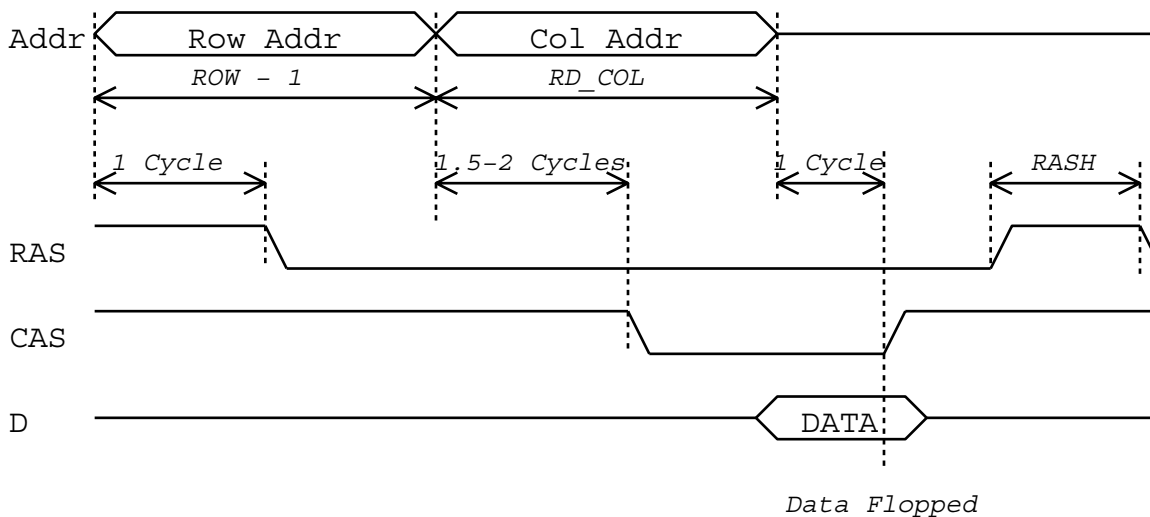 Addr Row Addr Col Addr
ROW - 1 RD_COL
1 Cycle 1.5-2 Cycles 1 Cycle RASH
RAS
CAS
D DATA
Data Flopped